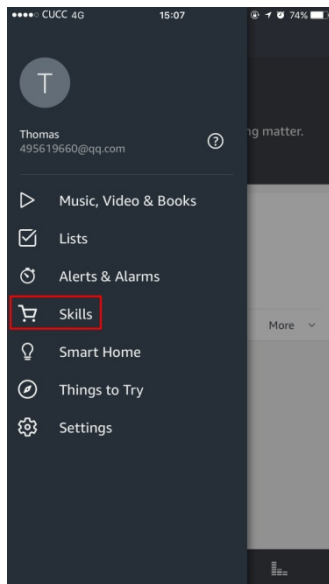 CUCC 4G 15:07 74%
T
Thomas
495619660@qq.com
ng matter.
Music, Video & Books
Lists
Alerts & Alarms
Skills
More
Smart Home
Things to Try
Settings